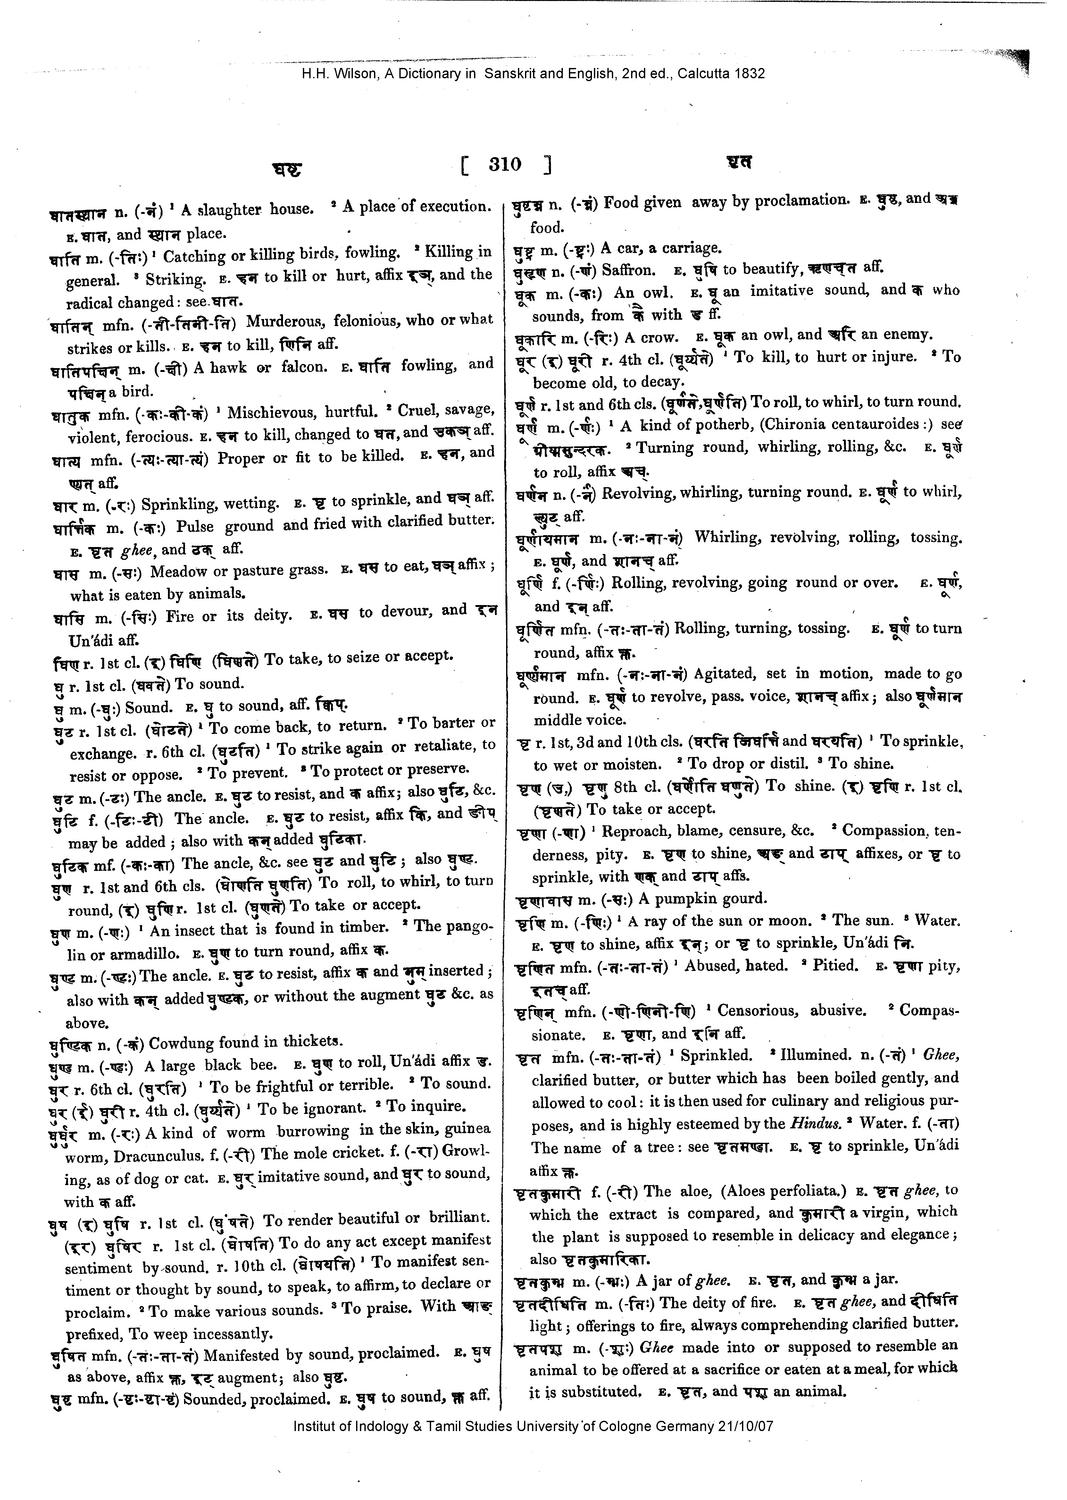 H.H. Wilson, A Dictionary in Sanskrit and English, 2nd ed., Calcutta 1832
[ 310 ]
घृत
घातस्थान n. (-नं) ¹ A slaughter house. ² A place of execution.
E. घात, and स्थान place.
घाति m. (-तिः) ¹ Catching or killing birds, fowling. ² Killing in
general. ³ Striking. E. हन to kill or hurt, affix इञ्, and the
radical changed: see घात.
घातिन् mfn. (-ती-तिनी-ति) Murderous, felonious, who or what
strikes or kills. E. हन to kill, णिनि aff.
घातिपक्षिन् m. (-क्षी) A hawk or falcon. E. घाति fowling, and
पक्षिन् a bird.
घातुक mfn. (-कः-की-कं) ¹ Mischievous, hurtful. ² Cruel, savage,
violent, ferocious. E. हन to kill, changed to घत, and उकञ् aff.
घात्य mfn. (-त्यः-त्या-त्यं) Proper or fit to be killed. E. हन, and
ण्यत् aff.
घार m. (-रः) Sprinkling, wetting. E. घृ to sprinkle, and घञ् aff.
घार्त्तिक m. (-कः) Pulse ground and fried with clarified butter.
E. घृत ghee, and ठक् aff.
घास m. (-सः) Meadow or pasture grass. E. घस to eat, घञ् affix;
what is eaten by animals.
घासि m. (-सिः) Fire or its deity. E. घस to devour, and इन
Un'ádi aff.
घिण r. 1st cl. (इ) घिणि (घिणते) To take, to seize or accept.
घु r. 1st cl. (घवते) To sound.
घु m. (-घुः) Sound. E. घु to sound, aff. क्विप्.
घुट r. 1st cl. (घोटते) ¹ To come back, to return. ² To barter or
exchange. r. 6th cl. (घुटति) ¹ To strike again or retaliate, to
resist or oppose. ² To prevent. ³ To protect or preserve.
घुट m. (-टः) The ancle. E. घुट to resist, and क affix; also घुटि, &c.
घुटि f. (-टिः-टी) The ancle. E. घुट to resist, affix कि, and ङीप्
may be added; also with कन् added घुटिका.
घुटिक mf. (-कः-का) The ancle, &c. see घुट and घुटि; also घुण्ट.
घुण r. 1st and 6th cls. (घोणति घुणति) To roll, to whirl, to turn
round, (इ) घुणि r. 1st cl. (घुणते) To take or accept.
घुण m. (-णः) ¹ An insect that is found in timber. ² The pango-
lin or armadillo. E. घुण to turn round, affix क.
घुण्ट m. (-ण्टः) The ancle. E. घुट to resist, affix क and नुम् inserted;
also with कन् added घुण्टक, or without the augment घुट &c. as
above.
घुण्टिक n. (-कं) Cowdung found in thickets.
घुण्ड m. (-ण्डः) A large black bee. E. घुण to roll, Un'ádi affix ड.
घुर r. 6th cl. (घुरति) ¹ To be frightful or terrible. ² To sound.
घुर (ई) घुरी r. 4th cl. (घुर्य्यते) ¹ To be ignorant. ² To inquire.
घुर्घुर m. (-रः) A kind of worm burrowing in the skin, guinea
worm, Dracunculus. f. (-री) The mole cricket. f. (-रा) Growl-
ing, as of dog or cat. E. घुर् imitative sound, and घुर to sound,
with क aff.
घुष (इ) घुषि r. 1st cl. (घुंषते) To render beautiful or brilliant.
(इर) घुषिर r. 1st cl. (घोषति) To do any act except manifest
sentiment by sound. r. 10th cl. (घोषयति) ¹ To manifest sen-
timent or thought by sound, to speak, to affirm, to declare or
proclaim. ² To make various sounds. ³ To praise. With आङ्
prefixed, To weep incessantly.
घुषित mfn. (-तः-ता-तं) Manifested by sound, proclaimed. E. घुष
as above, affix क्त, इट् augment; also घुष्ट.
घुष्ट mfn. (-ष्टः-ष्टा-ष्टं) Sounded, proclaimed. E. घुष to sound, क्त aff.
घुष्टान्न n. (-न्नं) Food given away by proclamation. E. घुष्ट, and अन्न
food.
m. A car, a carriage.
घुसृण n. (-णं) Saffron. E. घुषि to beautify, aff.
घूक m. (-कः) An owl. E. घू an imitative sound, and क who
sounds, from कै with ड ff.
घूकारि m. (-रिः) A crow. E. घूक an owl, and अरि an enemy.
घूर (ई) घूरी r. 4th cl. (घूर्य्यते) ¹ To kill, to hurt or injure. ² To
become old, to decay.
घूर्ण r. 1st and 6th cls. (घूर्णते, घूर्णति) To roll, to whirl, to turn round.
घूर्ण m. (-र्णः) ¹ A kind of potherb, (Chironia centauroides:) see
ग्रीष्मसुन्दरक. ² Turning round, whirling, rolling, &c. E. घूर्ण
to roll, affix अच्.
घूर्णन n. (-नं) Revolving, whirling, turning round. E. घूर्ण to whirl,
ल्युट् aff.
घूर्णायमान m. (-नः-ना-नं) Whirling, revolving, rolling, tossing.
E. घूर्ण, and शानच् aff.
घूर्णि f. (-र्णिः) Rolling, revolving, going round or over. E. घूर्ण,
and इन् aff.
घूर्णित mfn. (-तः-ता-तं) Rolling, turning, tossing. E. घूर्ण to turn
round, affix क्त.
घूर्ण्यमान mfn. (-नः-ना-नं) Agitated, set in motion, made to go
round. E. घूर्ण to revolve, pass. voice, शानच् affix; also घूर्णमान
middle voice.
घृ r. 1st, 3d and 10th cls. (घरति जिघर्त्ति and घरयति) ¹ To sprinkle,
to wet or moisten. ² To drop or distil. ³ To shine.
घृण (उ,) घृणु 8th cl. (घर्णोति घृणुते) To shine. (इ) घृणि r. 1st cl.
(घृणते) To take or accept.
घृणा (-णा) ¹ Reproach, blame, censure, &c. ² Compassion, ten-
derness, pity. E. घृण to shine, अङ् and टाप् affixes, or घृ to
sprinkle, with णक् and टाप् affs.
घृणावास m. (-सः) A pumpkin gourd.
घृणि m. (-णिः) ¹ A ray of the sun or moon. ² The sun. ³ Water.
E. घृण to shine, affix इन्; or घृ to sprinkle, Un'ádi नि.
घृणित mfn. (-तः-ता-तं) ¹ Abused, hated. ² Pitied. E. घृणा pity,
इतच् aff.
घृणिन् mfn. (-णी-णिनी-णि) ¹ Censorious, abusive. ² Compas-
sionate. E. घृणा, and इनि aff.
घृत mfn. (-तः-ता-तं) ¹ Sprinkled. ² Illumined. n. (-तं) ¹ Ghee,
clarified butter, or butter which has been boiled gently, and
allowed to cool: it is then used for culinary and religious pur-
poses, and is highly esteemed by the Hindus. ² Water. f. (-ता)
The name of a tree: see घृतमण्डा. E. घृ to sprinkle, Un'ádi
affix क्त.
घृतकुमारी f. (-री) The aloe, (Aloes perfoliata.) E. घृत ghee, to
which the extract is compared, and कुमारी a virgin, which
the plant is supposed to resemble in delicacy and elegance;
also घृतकुमारिका.
घृतकुम्भ m. (-म्भः) A jar of ghee. E. घृत, and कुम्भ a jar.
घृतदीधिति m. (-तिः) The deity of fire. E. घृत ghee, and दीधिति
light; offerings to fire, always comprehending clarified butter.
घृतपशु m. (-शुः) Ghee made into or supposed to resemble an
animal to be offered at a sacrifice or eaten at a meal, for which
it is substituted. E. घृत, and पशु an animal.
Institut of Indology & Tamil Studies University of Cologne Germany 21/10/07